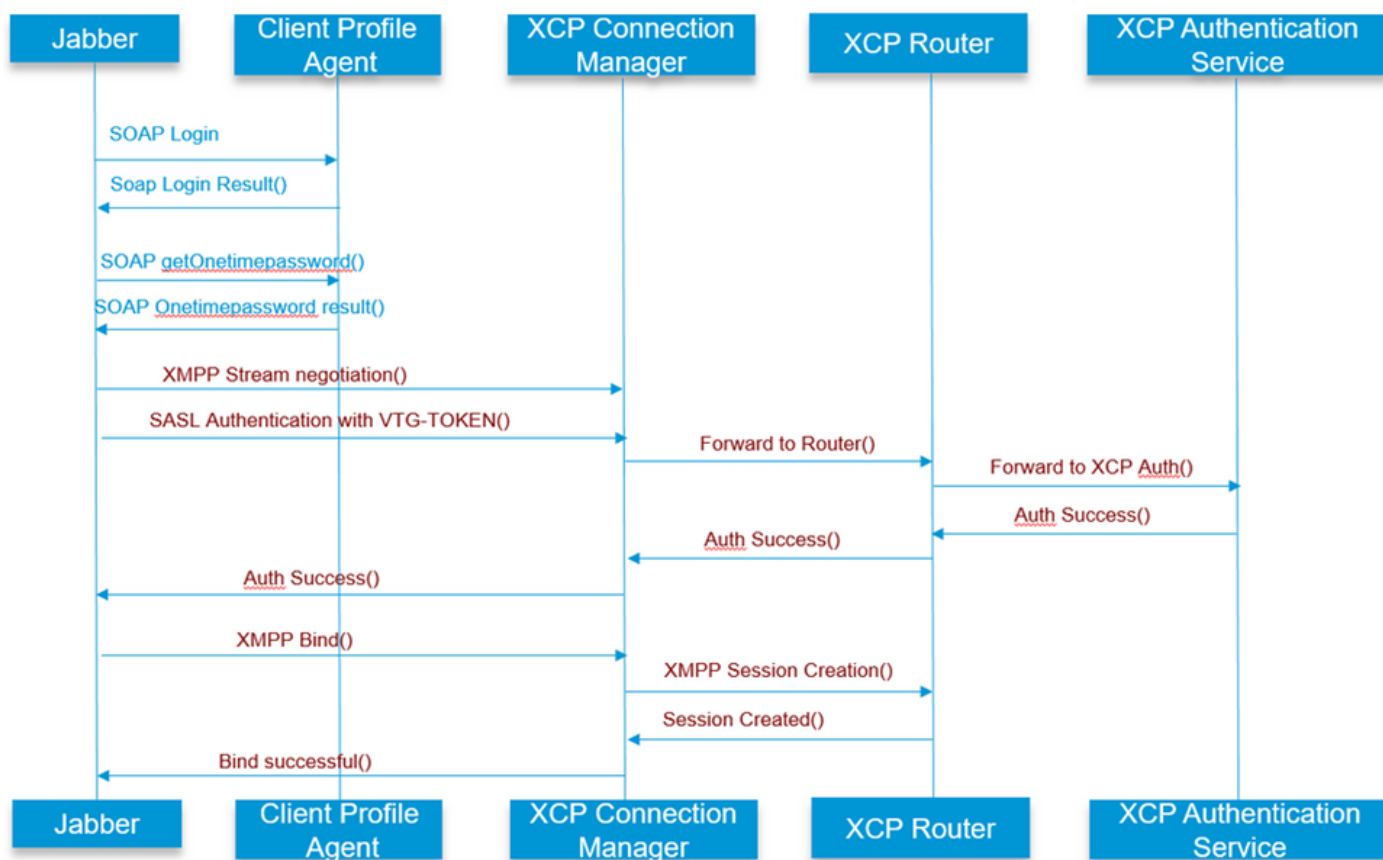 Jabber
Client Profile
Agent
XCP Connection
Manager
XCP Router
XCP Authentication
Service
SOAP Login
Soap Login Result()
SOAP getOnetimepassword()
SOAP Onetimepassword result()
XMPP Stream negotiation()
SASL Authentication with VTG-TOKEN()
Forward to Router()
Forward to XCP Auth()
Auth Success()
Auth Success()
Auth Success()
XMPP Bind()
XMPP Session Creation()
Session Created()
Bind successful()
Jabber
Client Profile
Agent
XCP Connection
Manager
XCP Router
XCP Authentication
Service